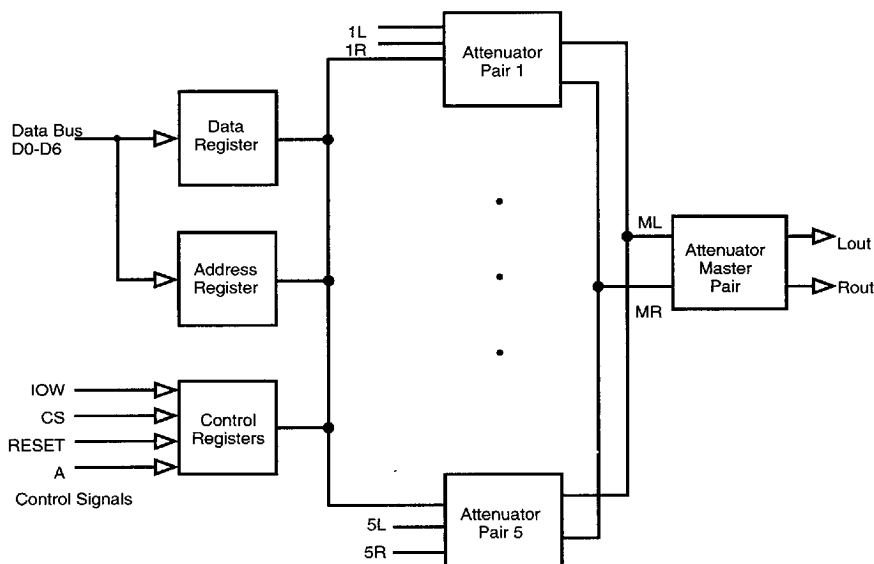 1L
1R
Attenuator
Pair 1
Data Bus
D0-D6
Data
Register
Address
Register
ML
MR
Attenuator
Master
Pair
Lout
Rout
IOW
CS
RESET
A
Control Signals
Control
Registers
5L
5R
Attenuator
Pair 5